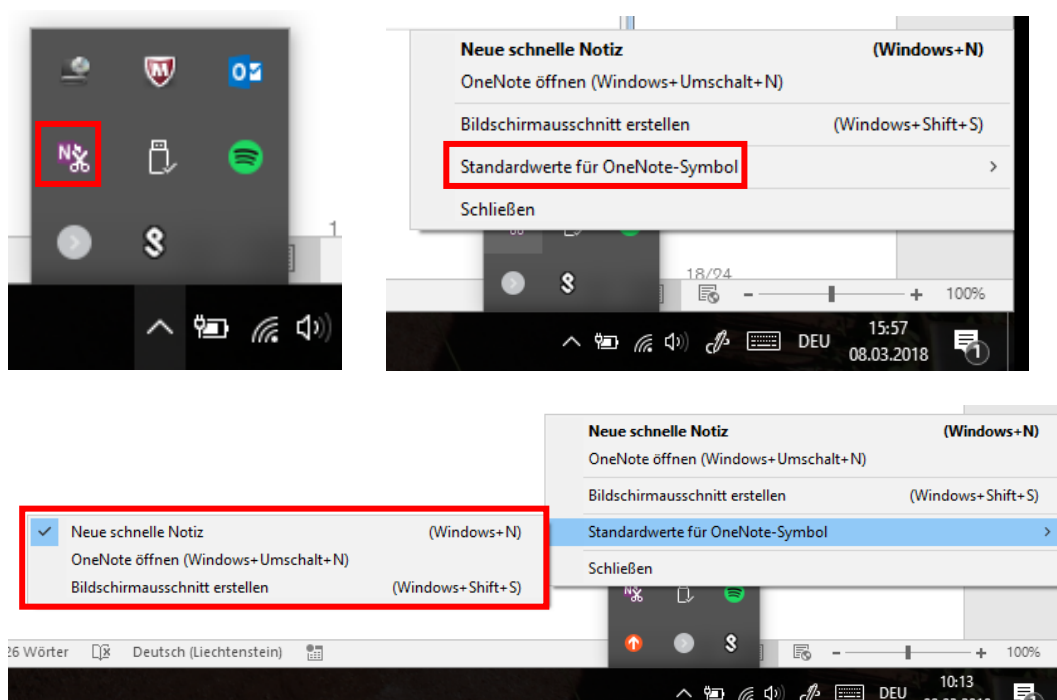 1
Neue schnelle Notiz (Windows+N)
OneNote öffnen (Windows+Umschalt+N)
Bildschirmausschnitt erstellen (Windows+Shift+S)
Standardwerte für OneNote-Symbol
Schließen
18/24
100%
DEU 15:57
08.03.2018
1
Neue schnelle Notiz (Windows+N)
OneNote öffnen (Windows+Umschalt+N)
Bildschirmausschnitt erstellen (Windows+Shift+S)
Standardwerte für OneNote-Symbol
Schließen
Neue schnelle Notiz (Windows+N)
OneNote öffnen (Windows+Umschalt+N)
Bildschirmausschnitt erstellen (Windows+Shift+S)
26 Wörter Deutsch (Liechtenstein) 100%
DEU 10:13